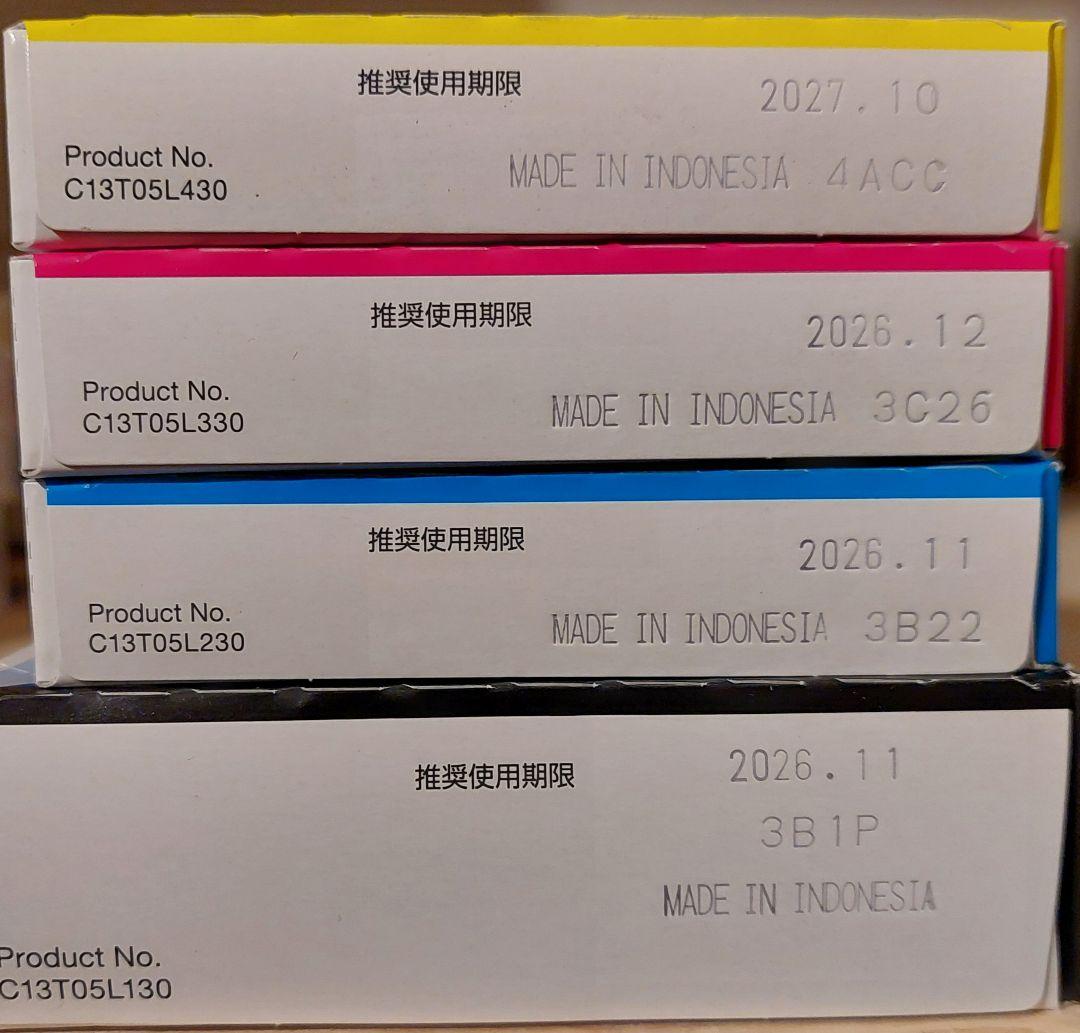 推奨使用期限 2027.10
Product No.
C13T05L430
MADE IN INDONESIA 4ACC
推奨使用期限 2026.12
Product No.
C13T05L330
MADE IN INDONESIA 3C26
推奨使用期限 2026.11
Product No.
C13T05L230
MADE IN INDONESIA 3B22
推奨使用期限 2026.11
3B1P
MADE IN INDONESIA
Product No.
C13T05L130